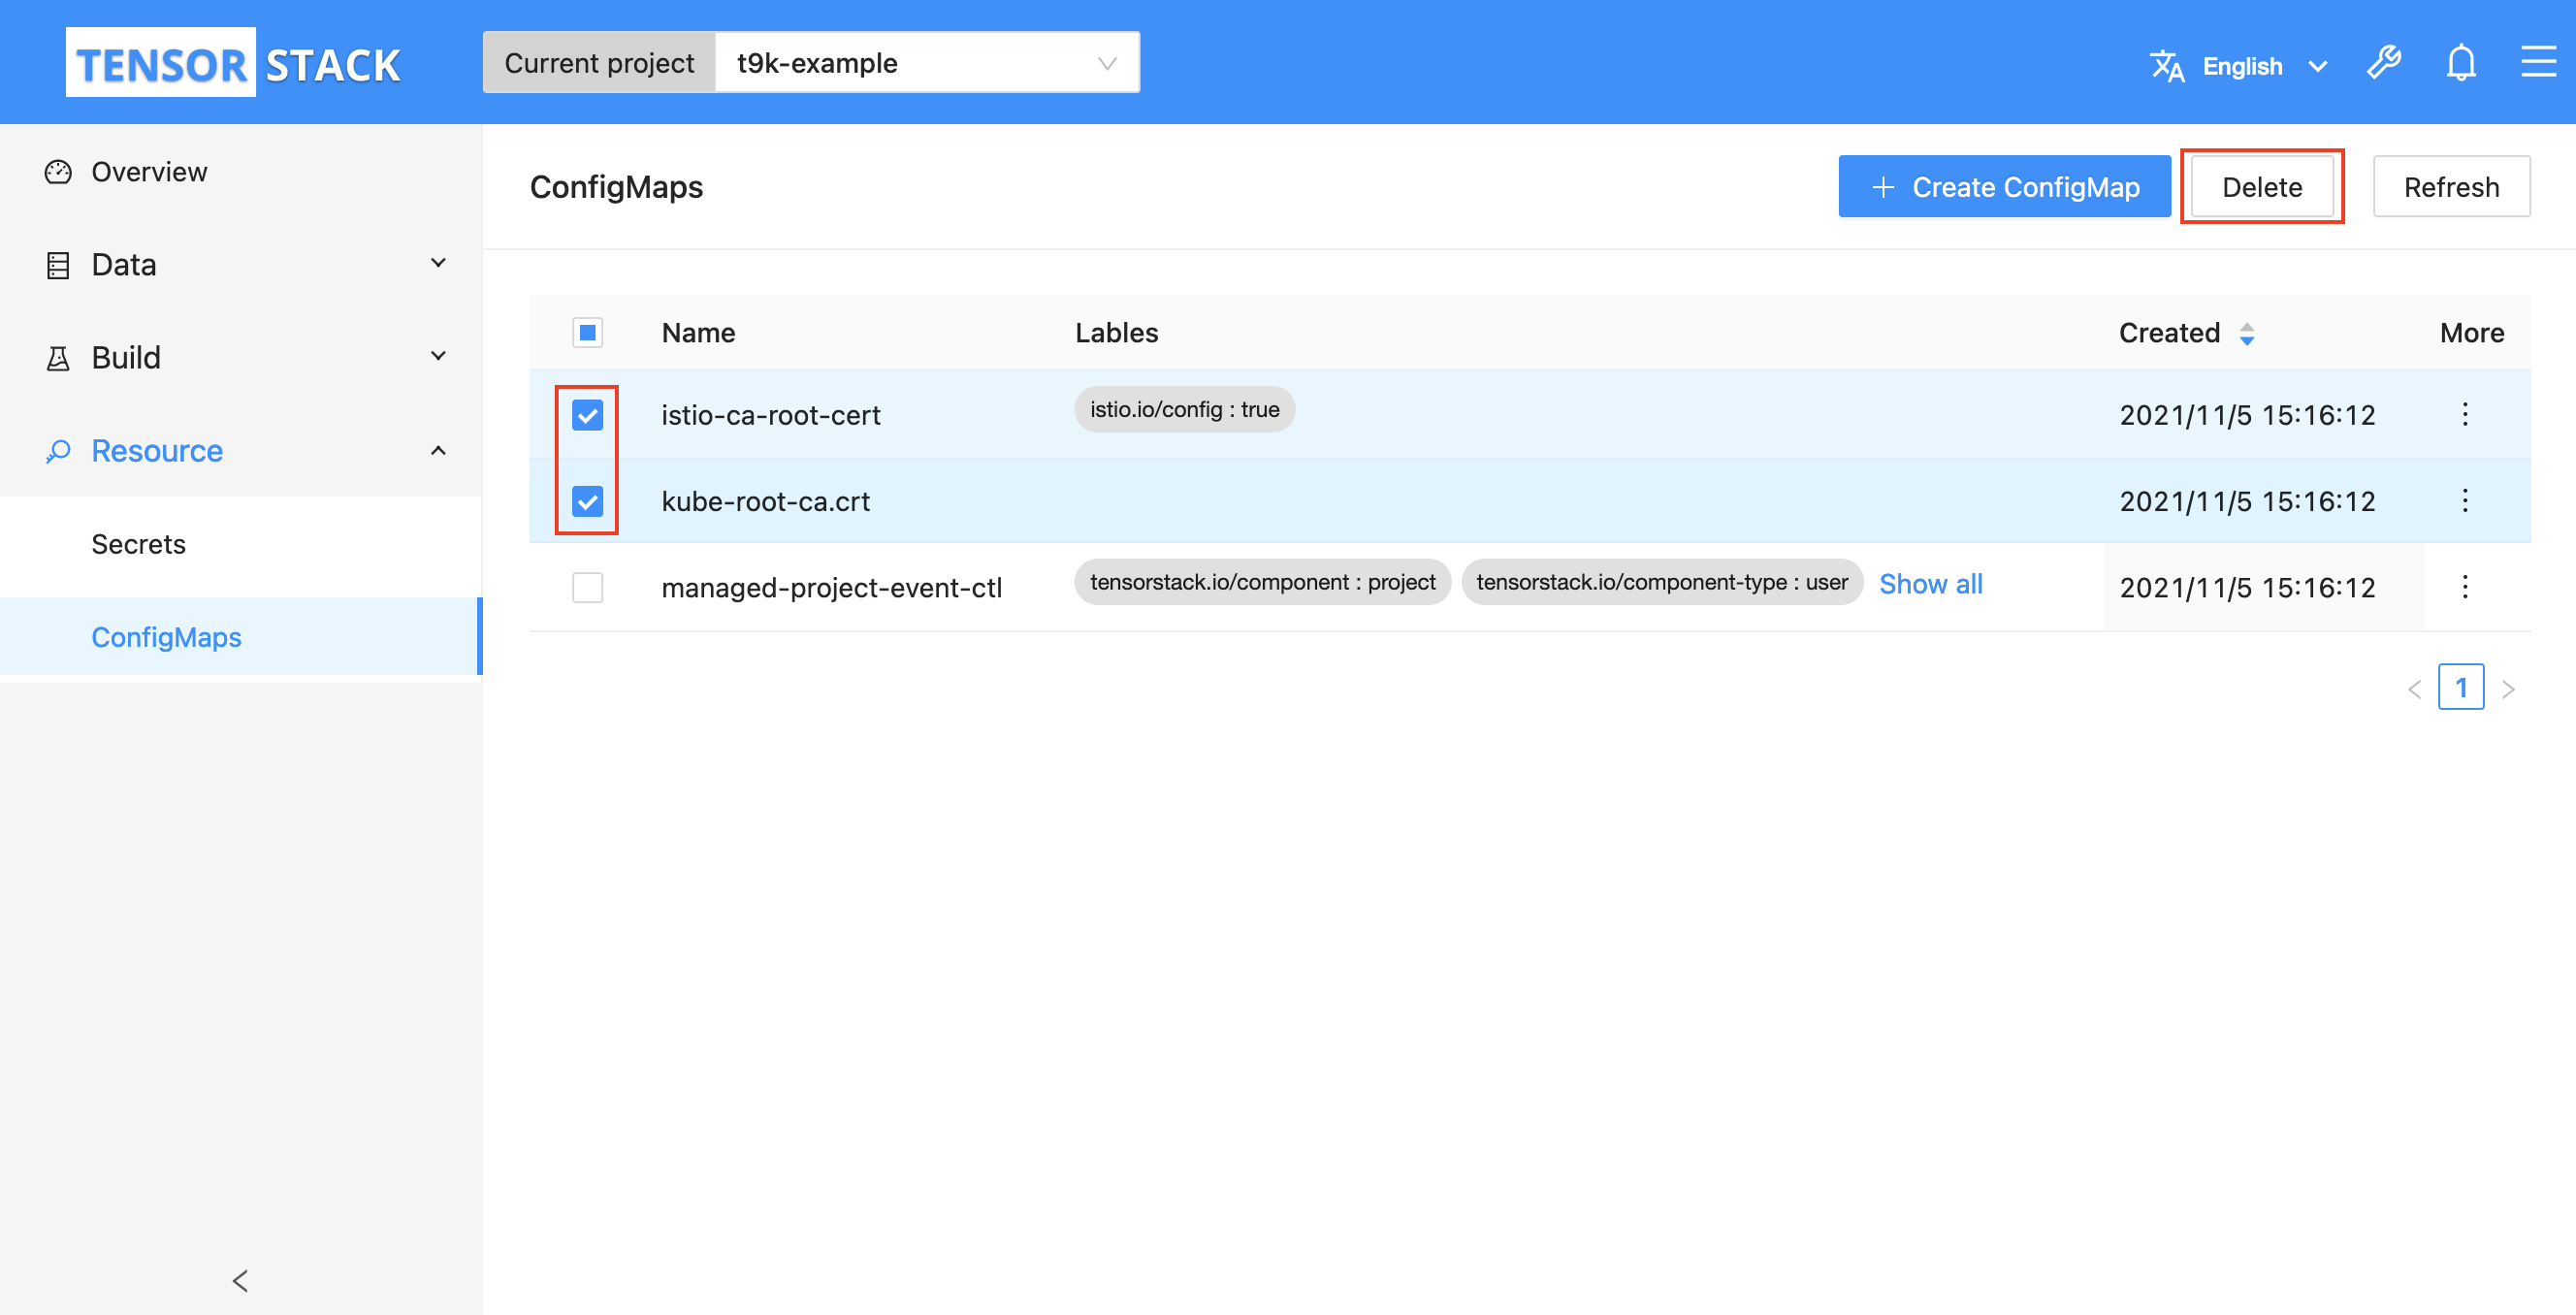 TENSOR STACK
Current project t9k-example
English
Overview
Data
Build
Resource
Secrets
ConfigMaps
ConfigMaps
Create ConfigMap Delete Refresh
Name Lables Created More
istio-ca-root-cert istio.io/config : true 2021/11/5 15:16:12
kube-root-ca.crt 2021/11/5 15:16:12
managed-project-event-ctl tensorstack.io/component : project tensorstack.io/component-type : user Show all 2021/11/5 15:16:12
1